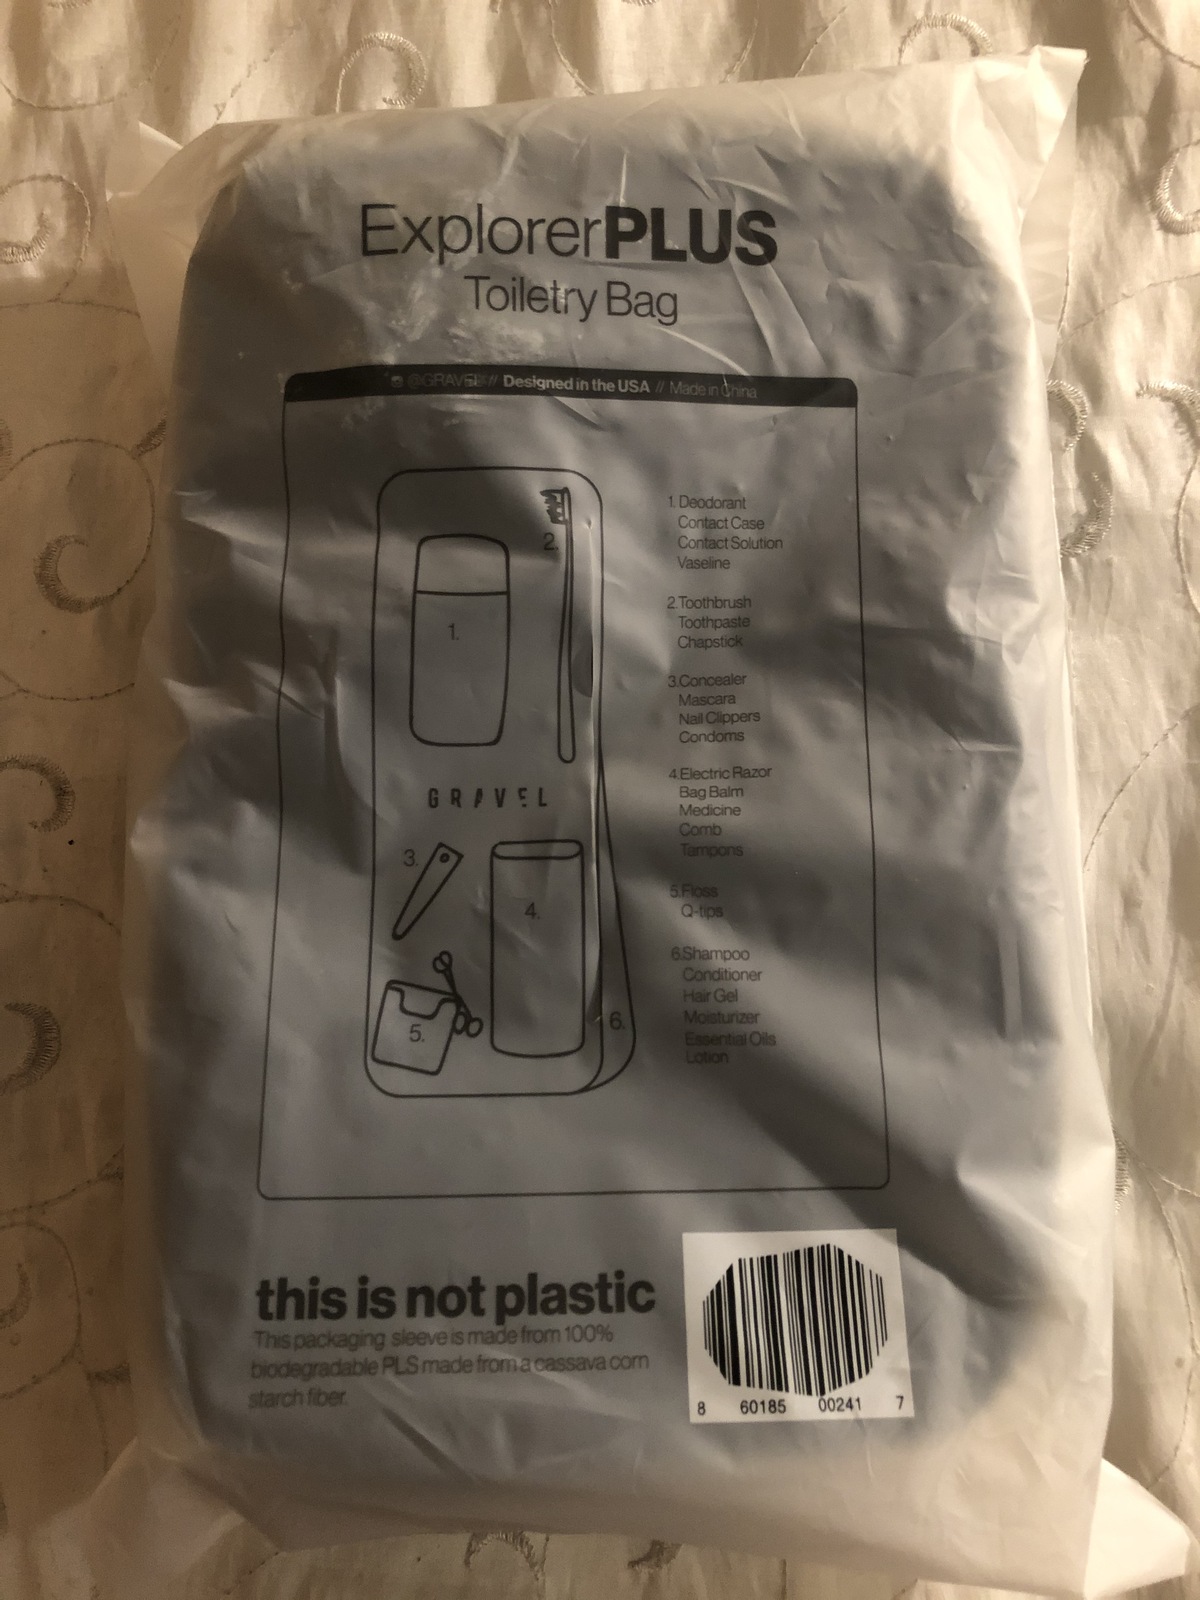 ExplorerPLUS
Toiletry Bag
@GRAVEL // Designed in the USA // Made in China
1. Deodorant
Contact Case
Contact Solution
Vaseline
2. Toothbrush
Toothpaste
Chapstick
3. Concealer
Mascara
Nail Clippers
Condoms
4. Electric Razor
Bag Balm
Medicine
Comb
Tampons
5. Floss
Q-tips
6. Shampoo
Conditioner
Hair Gel
Moisturizer
Essential Oils
Lotion
2.
1.
GRAVEL
3.
4.
5.
6.
this is not plastic
This packaging sleeve is made from 100%
biodegradable PLS made from a cassava corn
starch fiber.
8 60185 00241 7